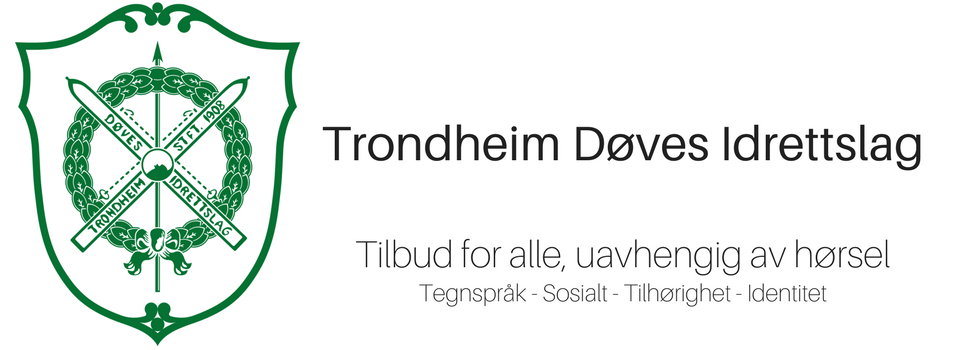 DØVES
STFT. 1908
TRONDHEIM
IDRETTSLAG
Trondheim Døves Idrettslag
Tilbud for alle, uavhengig av hørsel
Tegnspråk - Sosialt - Tilhørighet - Identitet